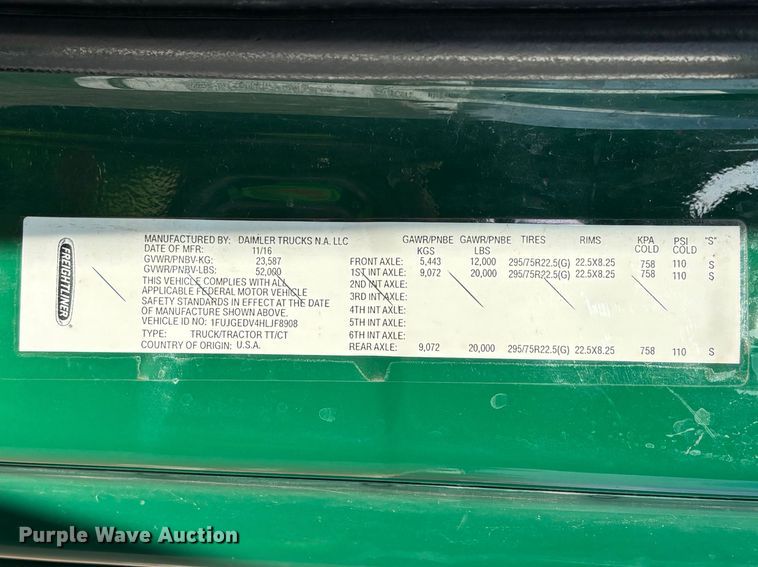 FREIGHTLINER
MANUFACTURED BY: DAIMLER TRUCKS N.A. LLC
DATE OF MFR: 11/16
GVWR/PNBV-KG: 23,587
GVWR/PNBV-LBS: 52,000
THIS VEHICLE COMPLIES WITH ALL
APPLICABLE FEDERAL MOTOR VEHICLE
SAFETY STANDARDS IN EFFECT AT THE DATE
OF MANUFACTURE SHOWN ABOVE.
VEHICLE ID NO: 1FUJGEDV4HLJF8908
TYPE: TRUCK/TRACTOR TT/CT
COUNTRY OF ORIGIN: U.S.A.
GAWR/PNBE KGS GAWR/PNBE LBS TIRES RIMS KPA COLD PSI COLD "S"
FRONT AXLE: 5,443 12,000 295/75R22.5(G) 22.5X8.25 758 110 S
1ST INT AXLE: 9,072 20,000 295/75R22.5(G) 22.5X8.25 758 110 S
2ND INT AXLE:
3RD INT AXLE:
4TH INT AXLE:
5TH INT AXLE:
6TH INT AXLE:
REAR AXLE: 9,072 20,000 295/75R22.5(G) 22.5X8.25 758 110 S
Purple Wave Auction